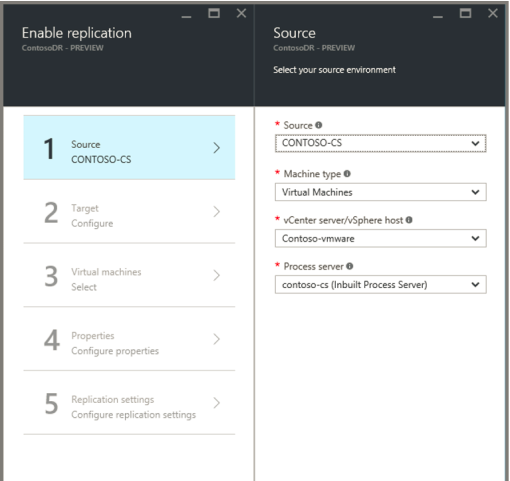 Enable replication
ContosoDR - PREVIEW
1
Source
CONTOSO-CS
2
Target
Configure
3
Virtual machines
Select
4
Properties
Configure properties
5
Replication settings
Configure replication settings
Source
ContosoDR - PREVIEW
Select your source environment
* Source
CONTOSO-CS
* Machine type
Virtual Machines
* vCenter server/vSphere host
Contoso-vmware
* Process server
contoso-cs (Inbuilt Process Server)